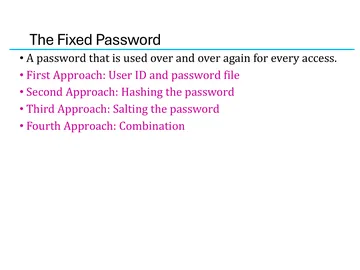 The Fixed Password
• A password that is used over and over again for every access.
• First Approach: User ID and password file
• Second Approach: Hashing the password
• Third Approach: Salting the password
• Fourth Approach: Combination